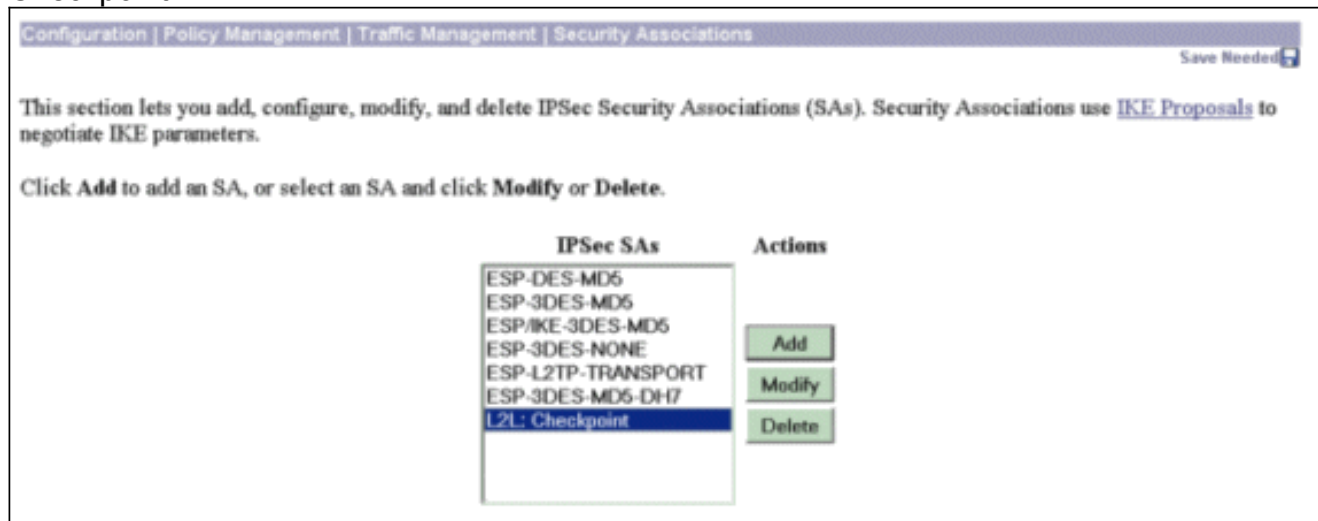 Configuration | Policy Management | Traffic Management | Security Associations
Save Needed
This section lets you add, configure, modify, and delete IPSec Security Associations (SAs). Security Associations use IKE Proposals to
negotiate IKE parameters.
Click Add to add an SA, or select an SA and click Modify or Delete.
IPSec SAs
Actions
ESP-DES-MD5
ESP-3DES-MD5
ESP/IKE-3DES-MD5
ESP-3DES-NONE
ESP-L2TP-TRANSPORT
ESP-3DES-MD5-DH7
L2L: Checkpoint
Add
Modify
Delete